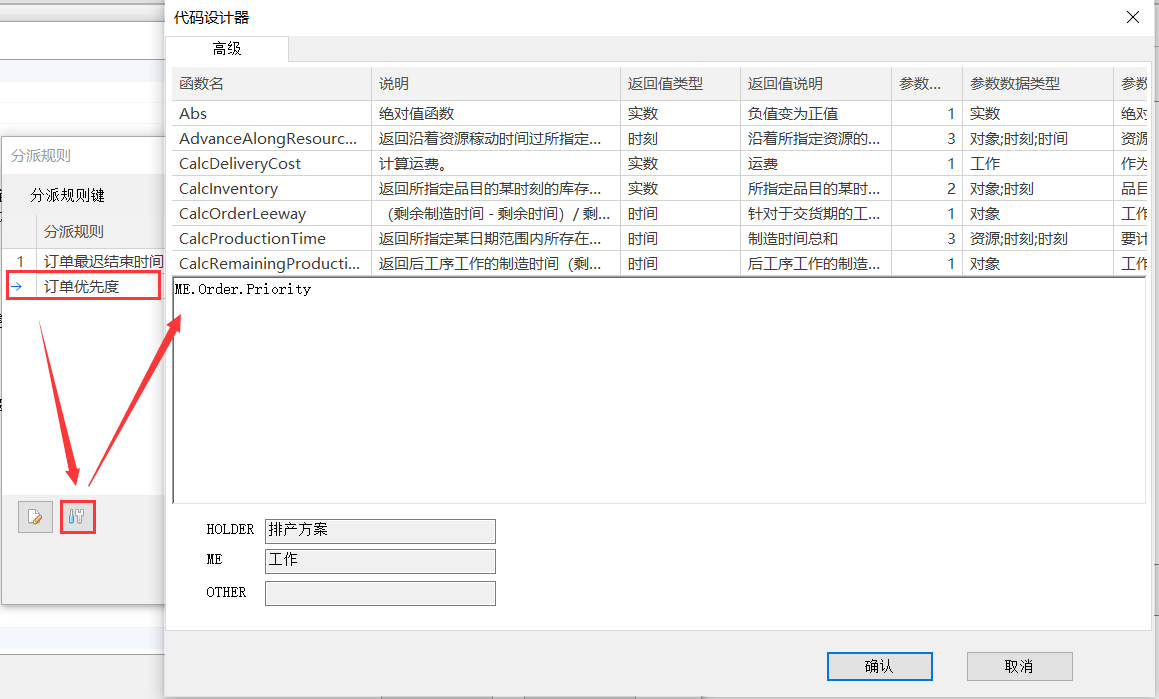 代码设计器
高级
函数名 说明 返回值类型 返回值说明 参数... 参数数据类型 参数
Abs 绝对值函数 实数 负值变为正值 1 实数 绝对
AdvanceAlongResourc... 返回沿着资源稼动时间过所指定... 时刻 沿着所指定资源的... 3 对象;时刻;时间 资源
CalcDeliveryCost 计算运费。 实数 运费 1 工作 作为
CalcInventory 返回所指定品目的某时刻的库存... 实数 所指定品目的某时... 2 对象;时刻 品目
CalcOrderLeeway （剩余制造时间 - 剩余时间）/ 剩... 时间 针对于交货期的工... 1 对象 工作
CalcProductionTime 返回所指定某日期范围内所存在... 时间 制造时间总和 3 资源;时刻;时刻 要计
CalcRemainingProducti... 返回后工序工作的制造时间（剩... 时间 后工序工作的制造... 1 对象 工作
ME.Order.Priority
HOLDER 排产方案
ME 工作
OTHER
确认 取消
分派规则
分派规则键
分派规则
1 订单最迟结束时间
订单优先度